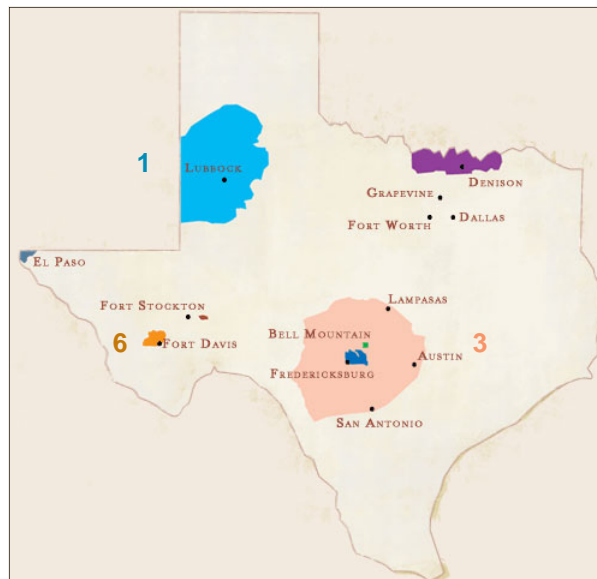 1
Lubbock
Denison
Grapevine
Fort Worth
Dallas
El Paso
Fort Stockton
Lampasas
6
Fort Davis
Bell Mountain
3
Austin
Fredericksburg
San Antonio